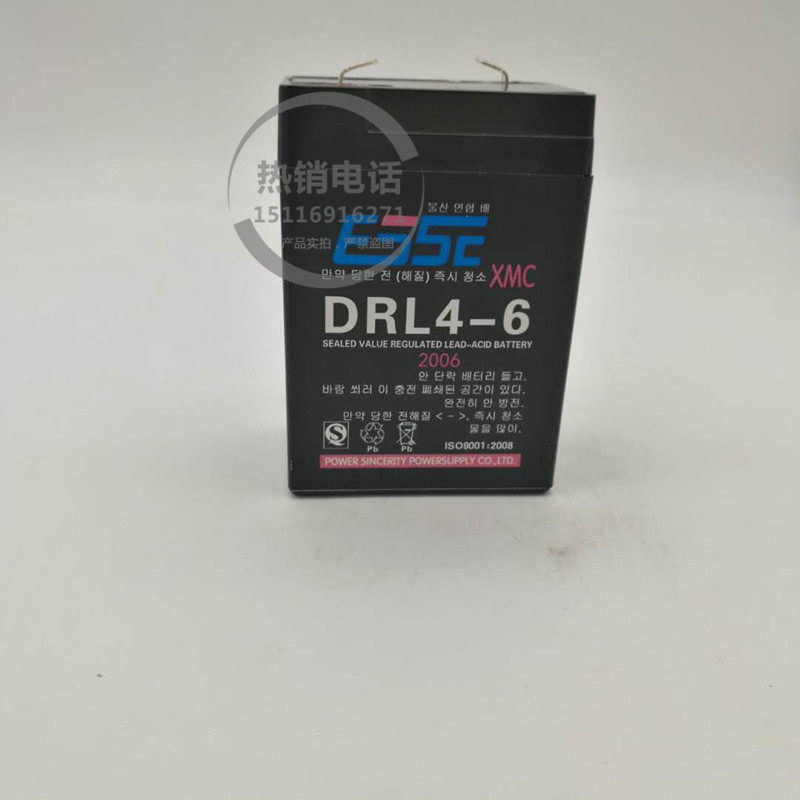 热销电话
15116916271
产品实拍，严禁盗图
불산 연험 배
EASE
만약 당한 전 (해질) 즉시 청소 XMC
DRL4-6
SEALED VALUE REGULATED LEAD-ACID BATTERY
2006
안 단락 배터리 들고.
바람 쐬러 이 충전 폐쇄된 공간이 있다.
완전히 안 방전.
만약 당한 전해질 <->. 즉시 청소
물을 많이.
Pb Pb
ISO9001:2008
POWER SINCERITY POWERSUPPLY CO.,LTD.